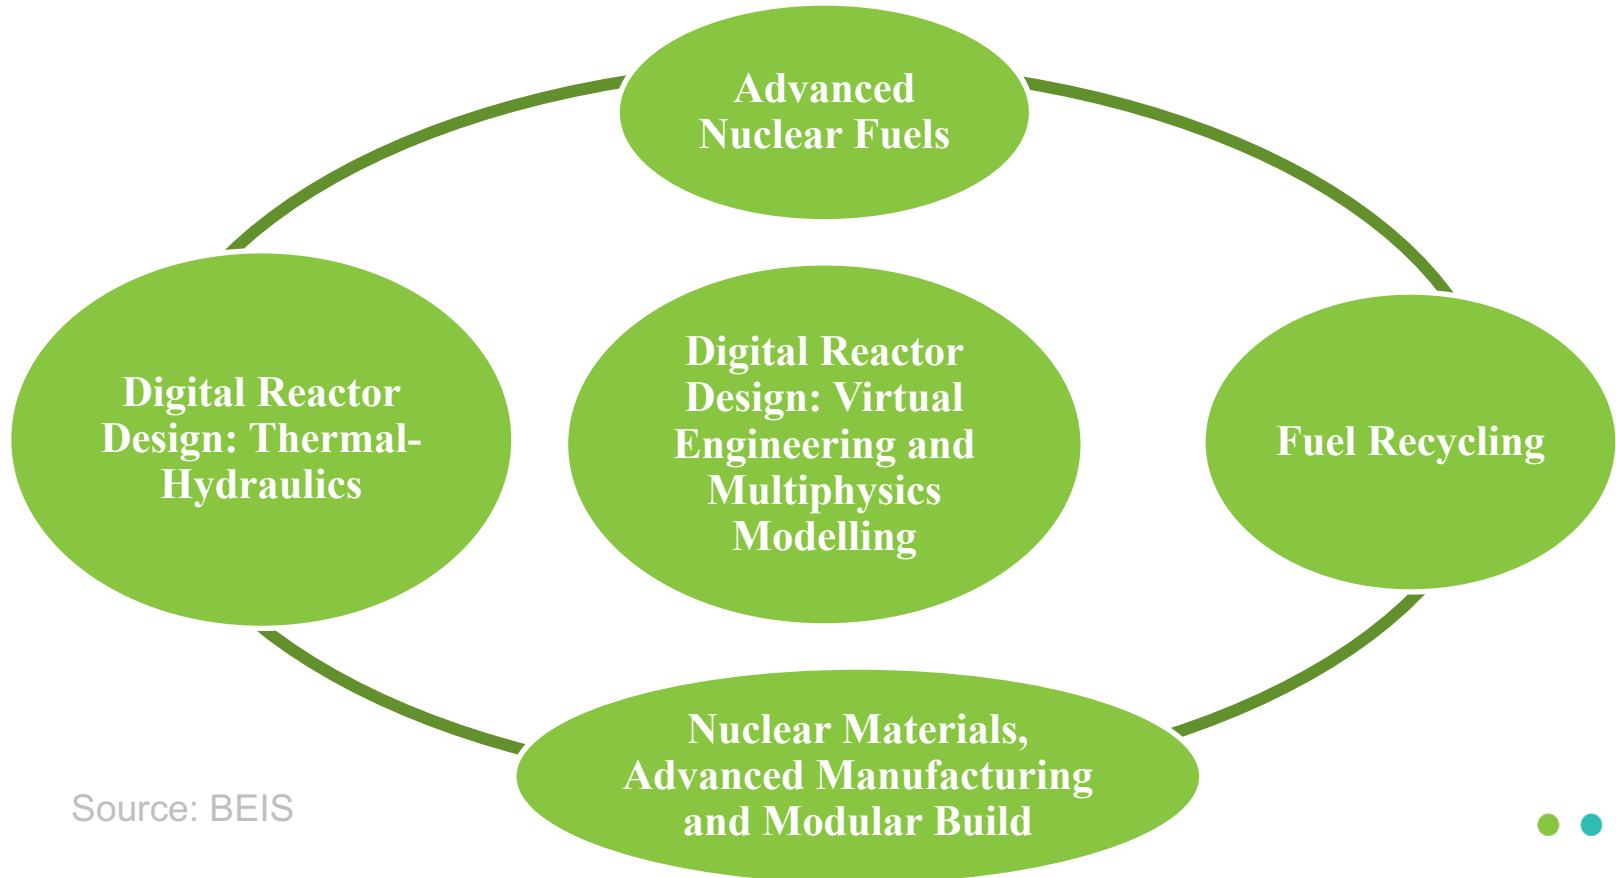 Advanced
Nuclear Fuels
Digital Reactor
Design: Thermal-
Hydraulics
Digital Reactor
Design: Virtual
Engineering and
Multiphysics
Modelling
Fuel Recycling
Nuclear Materials,
Advanced Manufacturing
and Modular Build
Source: BEIS